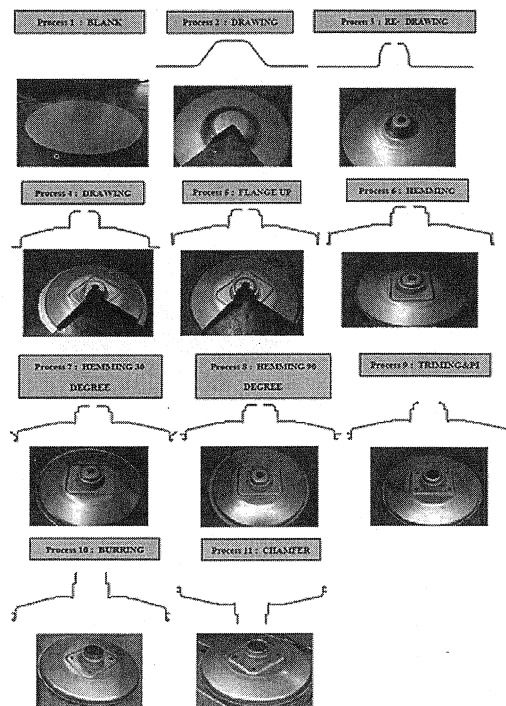 Process 1 : BLANK
Process 2 : DRAWING
Process 3 : RE- DRAWING
Process 4 : DRAWING
Process 5 : FLANGE UP
Process 6 : HEMMING
Process 7 : HEMMING 30
DEGREE
Process 8 : HEMMING 90
DEGREE
Process 9 : TRIMING&PI
Process 10 : BURRING
Process 11 : CHAMFER